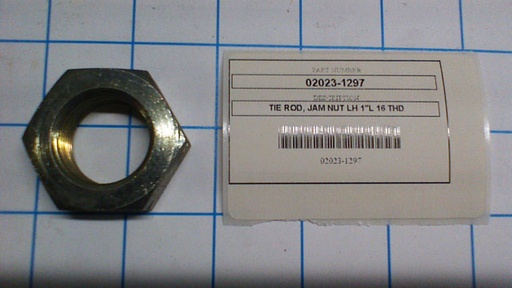 PART NUMBER
02023-1297
DESCRIPTION
TIE ROD, JAM NUT LH 1"L 16 THD
02023-1297